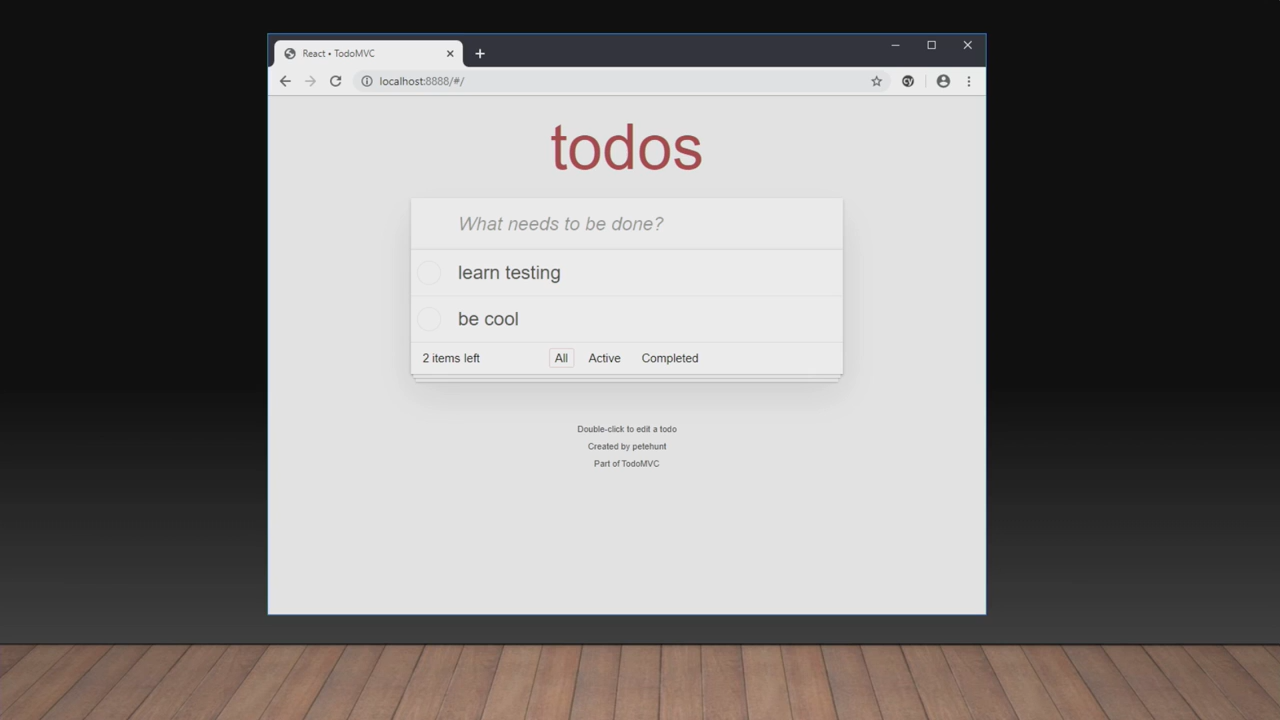 React • TodoMVC
localhost:8888/#/
cy
todos
What needs to be done?
learn testing
be cool
2 items left All Active Completed
Double-click to edit a todo
Created by petehunt
Part of TodoMVC